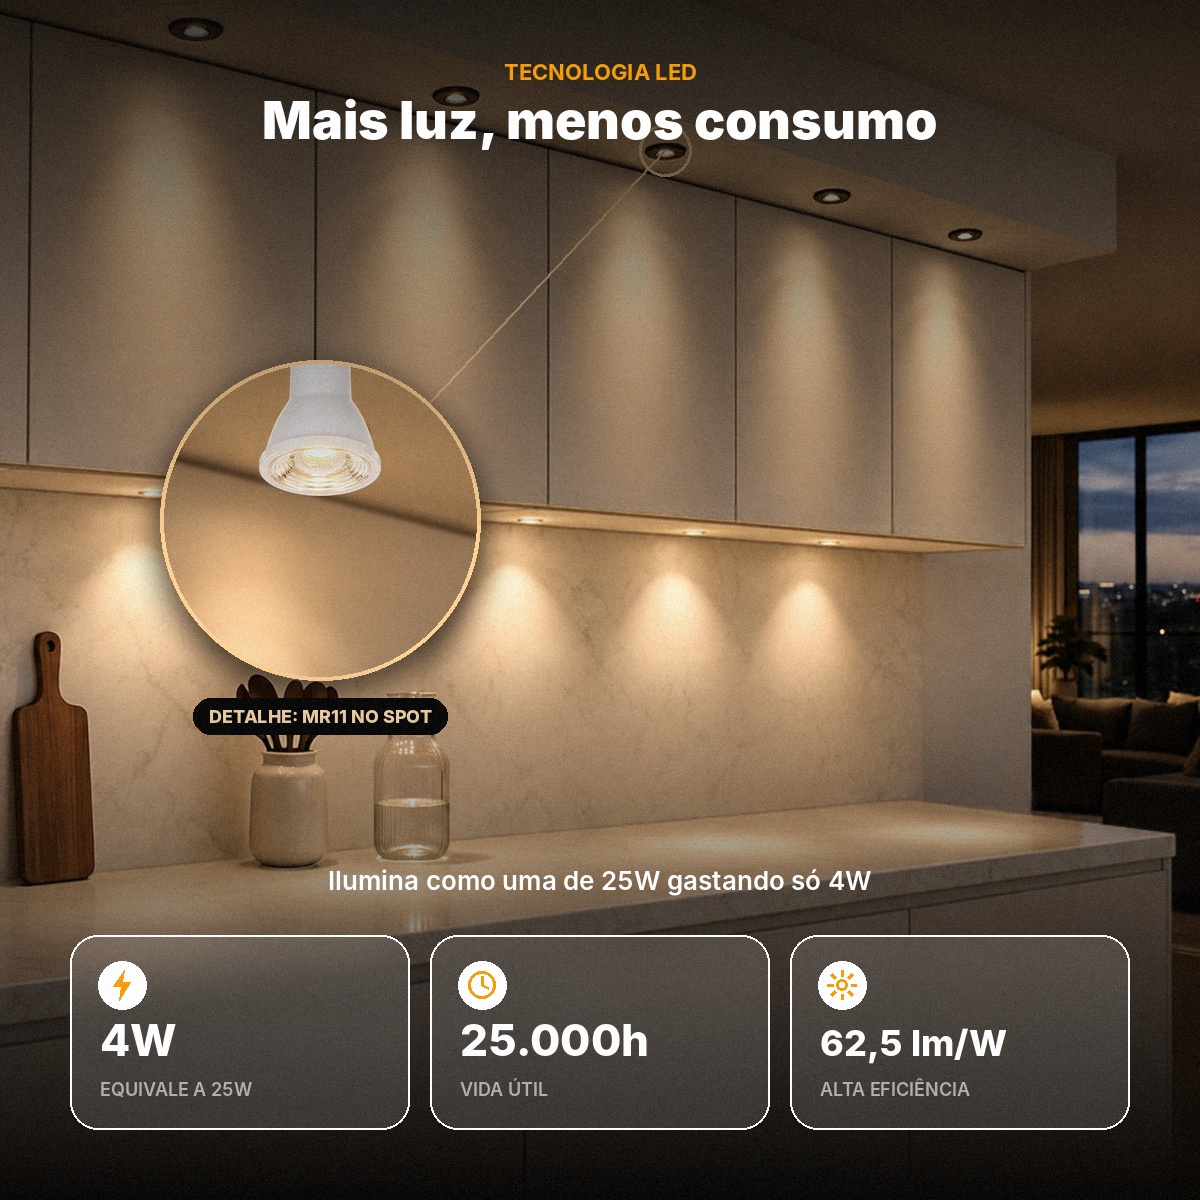 TECNOLOGIA LED
Mais luz, menos consumo
DETALHE: MR11 NO SPOT
Ilumina como uma de 25W gastando só 4W
4W
EQUIVALE A 25W
25.000h
VIDA ÚTIL
62,5 lm/W
ALTA EFICIÊNCIA